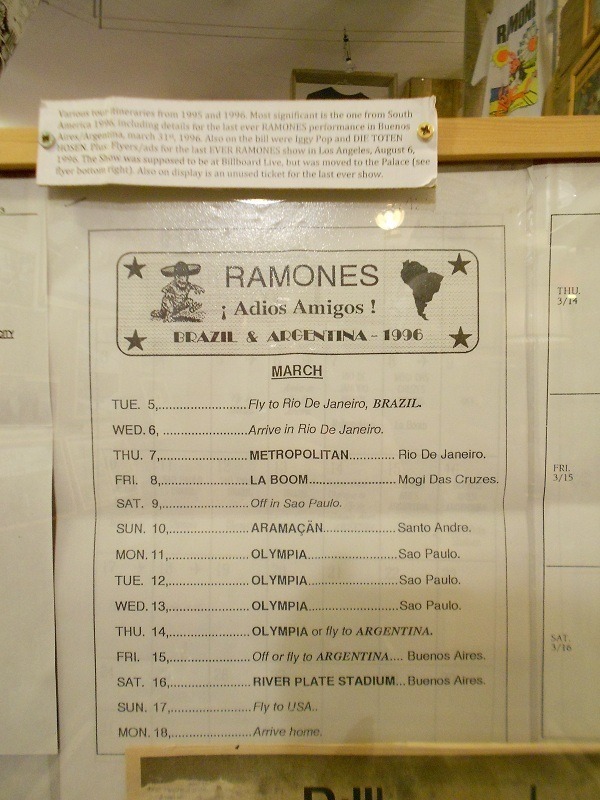 RAMON
Various tour itineraries from 1995 and 1996. Most significant is the one from South
America 1996, including details for the last ever RAMONES performance in Buenos
Aires/Argentina, march 31st, 1996. Also on the bill were Iggy Pop and DIE TOTEN
HOSEN. Plus Flyers/ads for the last EVER RAMONES show in Los Angeles, August 6,
1996. The Show was supposed to be at Billboard Live, but was moved to the Palace (see
flyer bottom right). Also on display is an unused ticket for the last ever show.
RAMONES
¡ Adios Amigos !
BRAZIL & ARGENTINA - 1996
MARCH
TUE. 5,..........................Fly to Rio De Janeiro, BRAZIL.
WED. 6, .........................Arrive in Rio De Janeiro.
THU. 7,..........................METROPOLITAN............ Rio De Janeiro.
FRI. 8,..........................LA BOOM......................Mogi Das Cruzes.
SAT. 9,..........................Off in Sao Paulo.
SUN. 10,........................ARAMAÇÄN...................Santo Andre.
MON. 11,........................OLYMPIA.......................Sao Paulo.
TUE. 12,........................OLYMPIA.......................Sao Paulo.
WED. 13,........................OLYMPIA.......................Sao Paulo.
THU. 14,........................OLYMPIA or fly to ARGENTINA.
FRI. 15,........................Off or fly to ARGENTINA.... Buenos Aires.
SAT. 16,........................RIVER PLATE STADIUM...Buenos Aires.
SUN. 17,........................Fly to USA..
MON. 18,........................Arrive home.
THU.
3/14
FRI.
3/15
SAT.
3/16